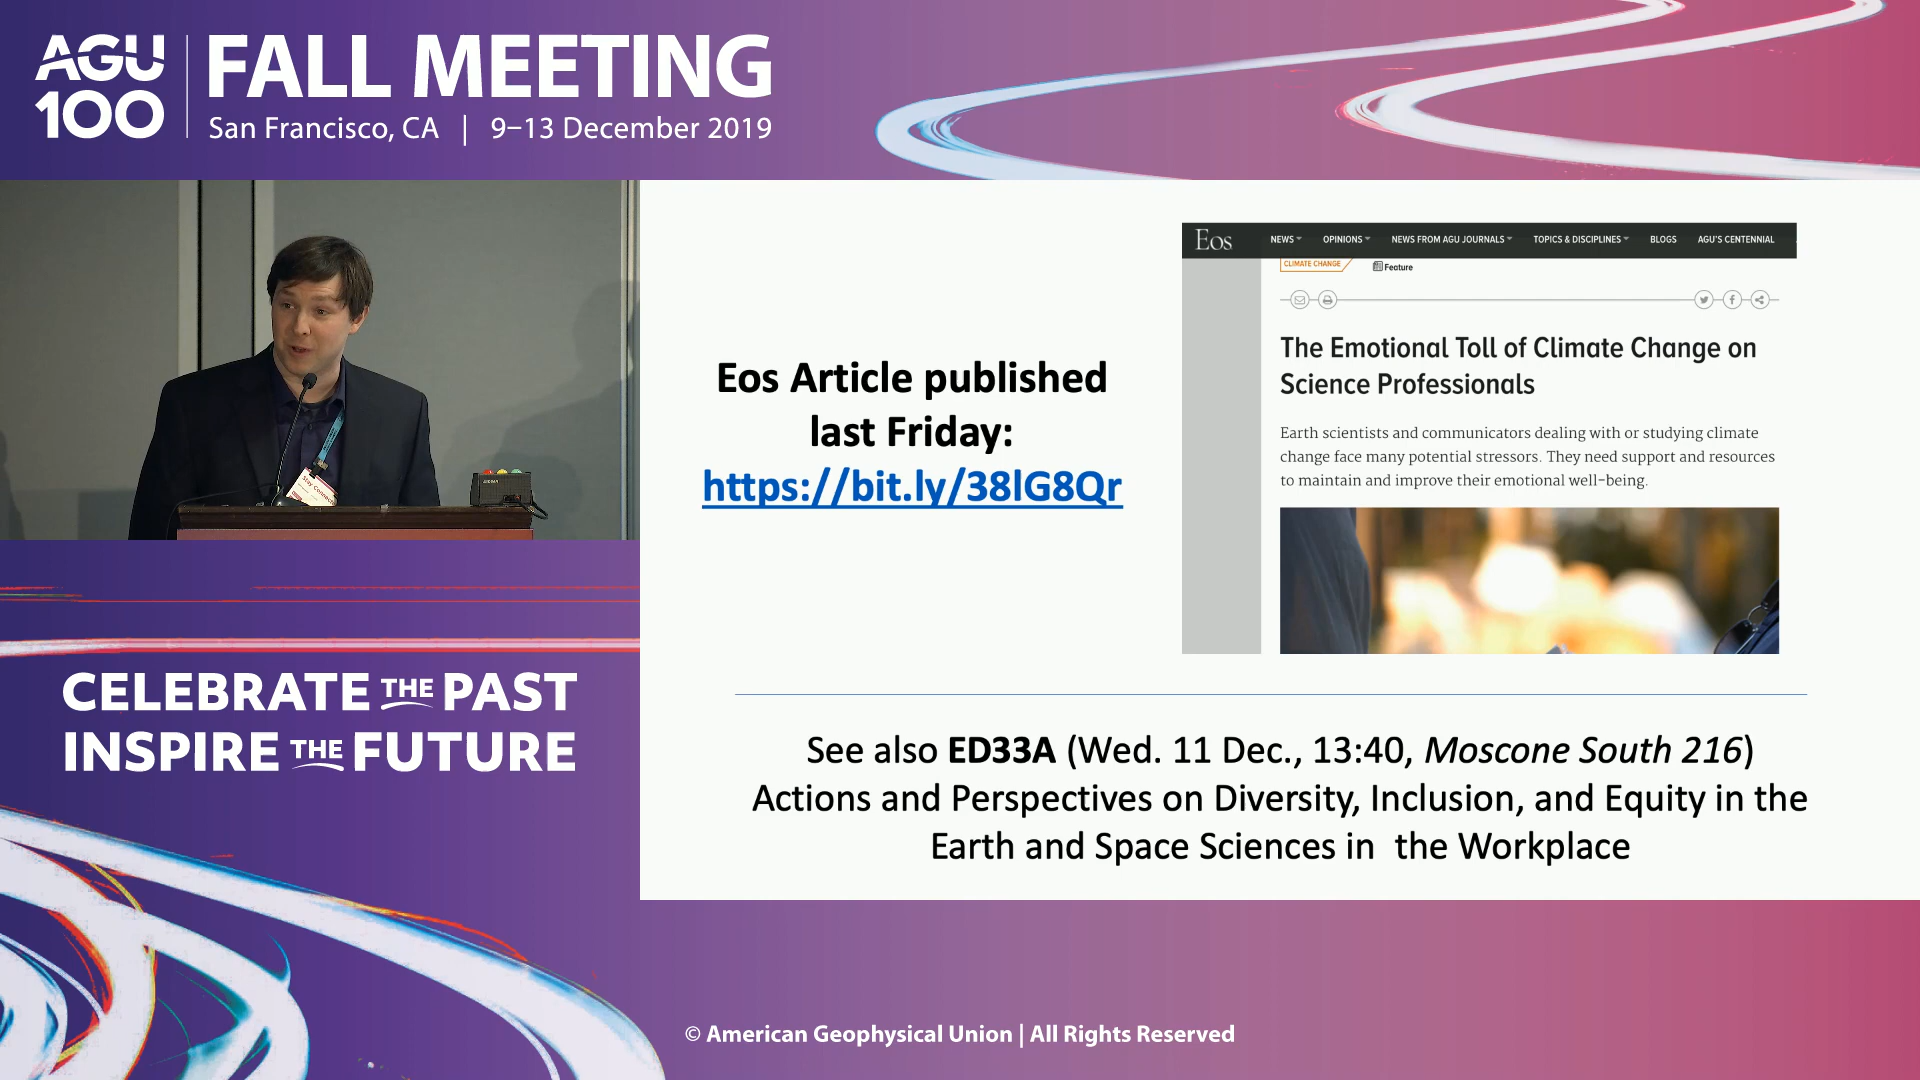 AGU
100
FALL MEETING
San Francisco, CA | 9–13 December 2019
Eos Article published
last Friday:
https://bit.ly/38lG8Qr
Eos NEWS OPINIONS NEWS FROM AGU JOURNALS TOPICS & DISCIPLINES BLOGS AGU'S CENTENNIAL
CLIMATE CHANGE Feature
The Emotional Toll of Climate Change on
Science Professionals
Earth scientists and communicators dealing with or studying climate
change face many potential stressors. They need support and resources
to maintain and improve their emotional well-being.
See also ED33A (Wed. 11 Dec., 13:40, Moscone South 216)
Actions and Perspectives on Diversity, Inclusion, and Equity in the
Earth and Space Sciences in the Workplace
CELEBRATE THE PAST
INSPIRE THE FUTURE
© American Geophysical Union | All Rights Reserved